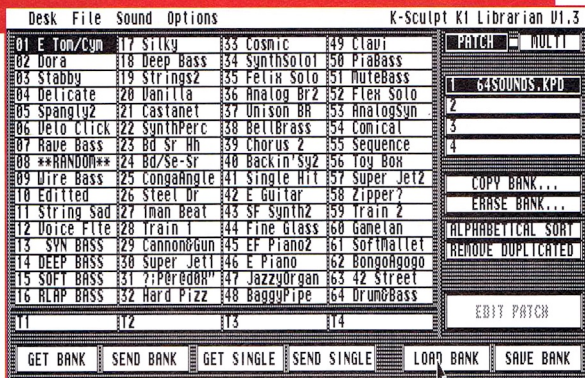 Desk File Sound Options K-Sculpt K1 Librarian V1.3
01 E Tom/Cym 17 Silky 33 Cosmic 49 Clavi
02 Dora 18 Deep Bass 34 SynthSolo1 50 PiaBass
03 Stabby 19 Strings2 35 Felix Solo 51 MuteBass
04 Delicate 20 Vanilla 36 Analog Br2 52 Flex Solo
05 Spangly2 21 Castanet 37 Unison BR 53 AnalogSyn
06 Velo Click 22 SynthPerc 38 BellBrass 54 Comical
07 Rave Bass 23 Bd Sr Hh 39 Chorus 2 55 Sequence
08 **RANDOM** 24 Bd/Se-Sr 40 Backin'Sy2 56 Toy Box
09 Wire Bass 25 CongaAngle 41 Single Hit 57 Super Jet2
10 Editted 26 Steel Dr 42 E Guitar 58 Zipper?
11 String Sad 27 Iman Beat 43 SF Synth2 59 Train 2
12 Voice Flte 28 Train 1 44 Fine Glass 60 Gamelan
13 SYN BASS 29 Cannon&Gun 45 EF Piano2 61 SoftMallet
14 DEEP BASS 30 Super Jet1 46 E Piano 62 BongoAgogo
15 SOFT BASS 31 ?;P@r@d0X" 47 JazzyOrgan 63 42 Street
16 RLAP BASS 32 Hard Pizz 48 BaggyPipe 64 Drum&Bass
T1 T2 T3 T4
PATCH MULTI
1 64SOUNDS.KPD
2
3
4
COPY BANK...
ERASE BANK...
ALPHABETICAL SORT
REMOVE DUPLICATED
EDIT PATCH
GET BANK SEND BANK GET SINGLE SEND SINGLE LOAD BANK SAVE BANK